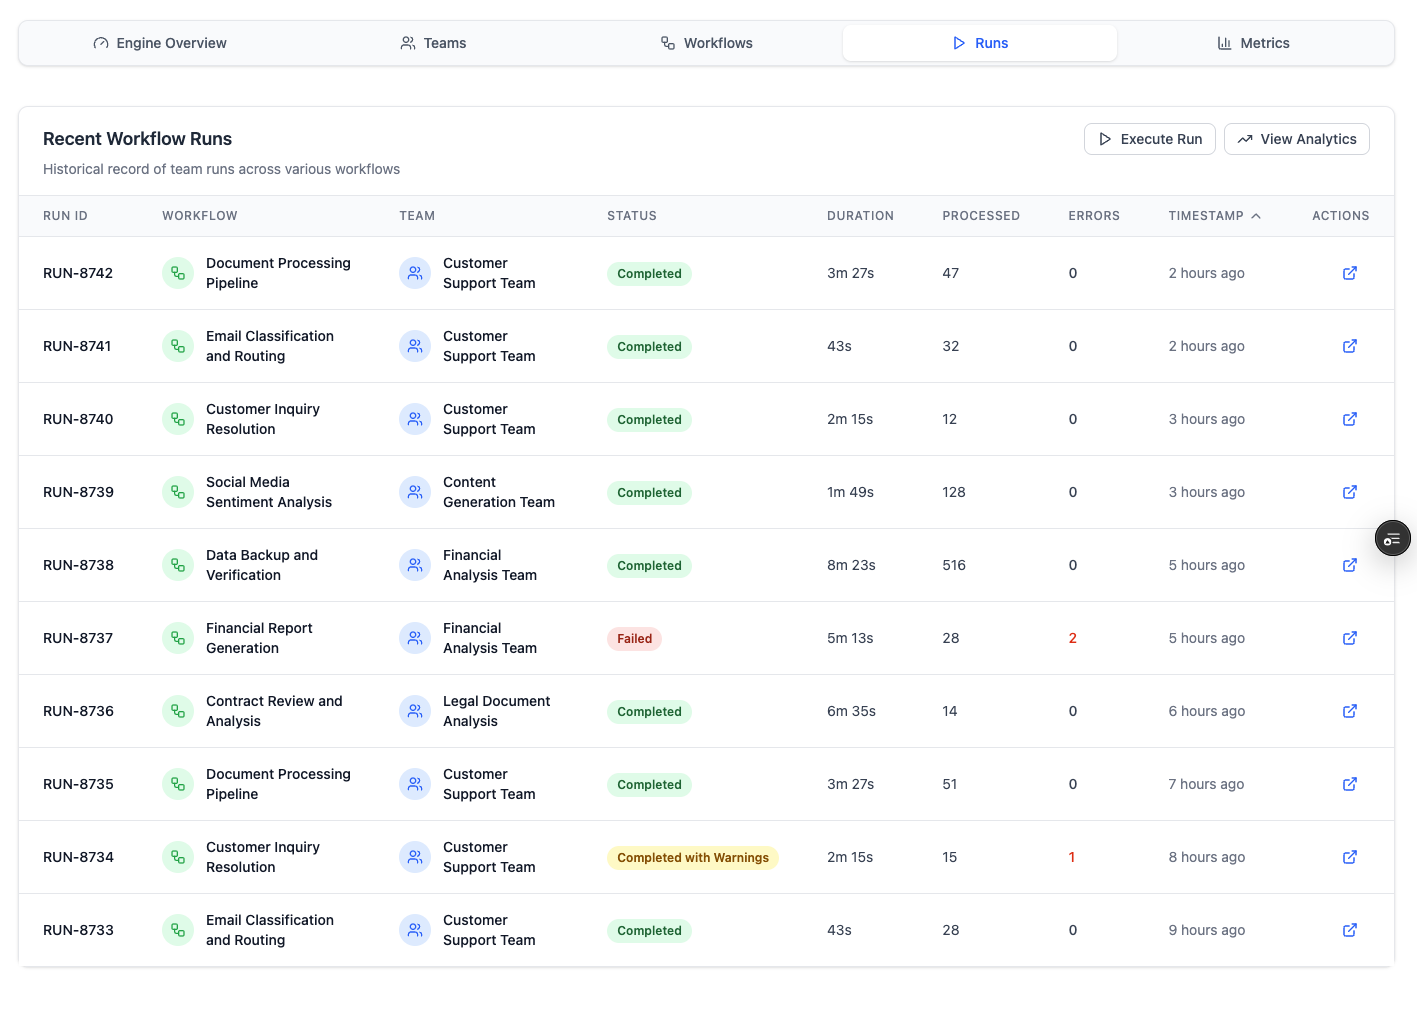 Engine Overview
Teams
Workflows
Runs
Metrics
Recent Workflow Runs
Historical record of team runs across various workflows
Execute Run
View Analytics
RUN ID WORKFLOW TEAM STATUS DURATION PROCESSED ERRORS TIMESTAMP ACTIONS
RUN-8742
Document Processing
Pipeline
Customer
Support Team
Completed
3m 27s
47
0
2 hours ago
RUN-8741
Email Classification
and Routing
Customer
Support Team
Completed
43s
32
0
2 hours ago
RUN-8740
Customer Inquiry
Resolution
Customer
Support Team
Completed
2m 15s
12
0
3 hours ago
RUN-8739
Social Media
Sentiment Analysis
Content
Generation Team
Completed
1m 49s
128
0
3 hours ago
RUN-8738
Data Backup and
Verification
Financial
Analysis Team
Completed
8m 23s
516
0
5 hours ago
RUN-8737
Financial Report
Generation
Financial
Analysis Team
Failed
5m 13s
28
2
5 hours ago
RUN-8736
Contract Review and
Analysis
Legal Document
Analysis
Completed
6m 35s
14
0
6 hours ago
RUN-8735
Document Processing
Pipeline
Customer
Support Team
Completed
3m 27s
51
0
7 hours ago
RUN-8734
Customer Inquiry
Resolution
Customer
Support Team
Completed with Warnings
2m 15s
15
1
8 hours ago
RUN-8733
Email Classification
and Routing
Customer
Support Team
Completed
43s
28
0
9 hours ago